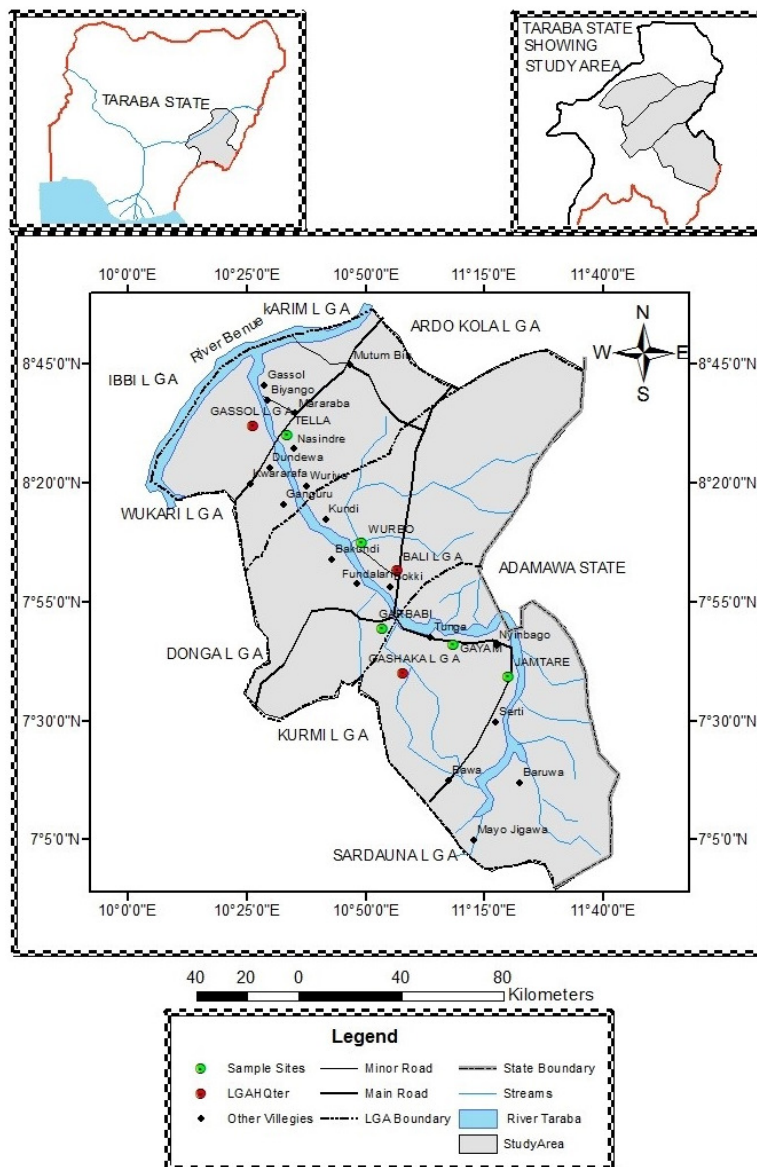 TARABA STATE
TARABA STATE
SHOWING
STUDY AREA
10°0'0"E
10°25'0"E
10°50'0"E
11°15'0"E
11°40'0"E
kARIM L G A
ARDO KOLA L G A
N
W
E
S
River Benue
8°45'0"N
8°45'0"N
Mutum Biu
IBBI L G A
Gassol
Biyango
Mararaba
GASSOL L G A
TELLA
Nasindre
Dundewa
8°20'0"N
8°20'0"N
Kwararafa
Wuriyo
Ganguru
WUKARI L G A
Kundi
WURBO
Bakundi
BALI L G A
ADAMAWA STATE
Fundalari
Dokki
7°55'0"N
7°55'0"N
GARBABI
Tunga
Nyinbago
GAYAM
DONGA L G A
GASHAKA L G A
JAMTARE
7°30'0"N
7°30'0"N
KURMI L G A
Serti
Bawa
Baruwa
7°5'0"N
7°5'0"N
Mayo Jigawa
SARDAUNA L G A
10°0'0"E
10°25'0"E
10°50'0"E
11°15'0"E
11°40'0"E
40 20 0 40 80
Kilometers
Legend
Sample Sites
Minor Road
State Boundary
LGAHQter
Main Road
Streams
Other Villegies
LGA Boundary
River Taraba
StudyArea